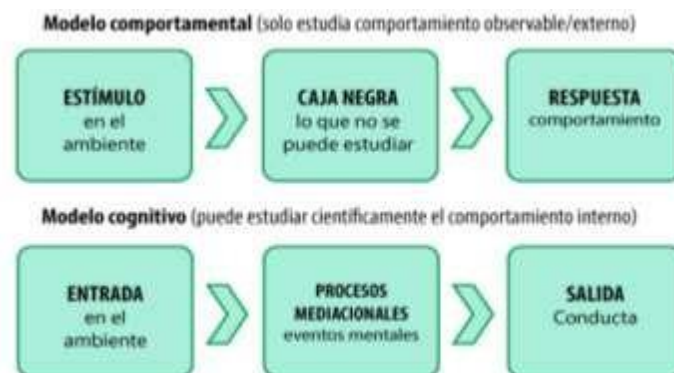 Modelo comportamental (solo estudia comportamiento observable/externo)
ESTÍMULO
en el
ambiente
CAJA NEGRA
lo que no se
puede estudiar
RESPUESTA
comportamiento
Modelo cognitivo (puede estudiar científicamente el comportamiento interno)
ENTRADA
en el
ambiente
PROCESOS
MEDIACIONALES
eventos mentales
SALIDA
Conducta